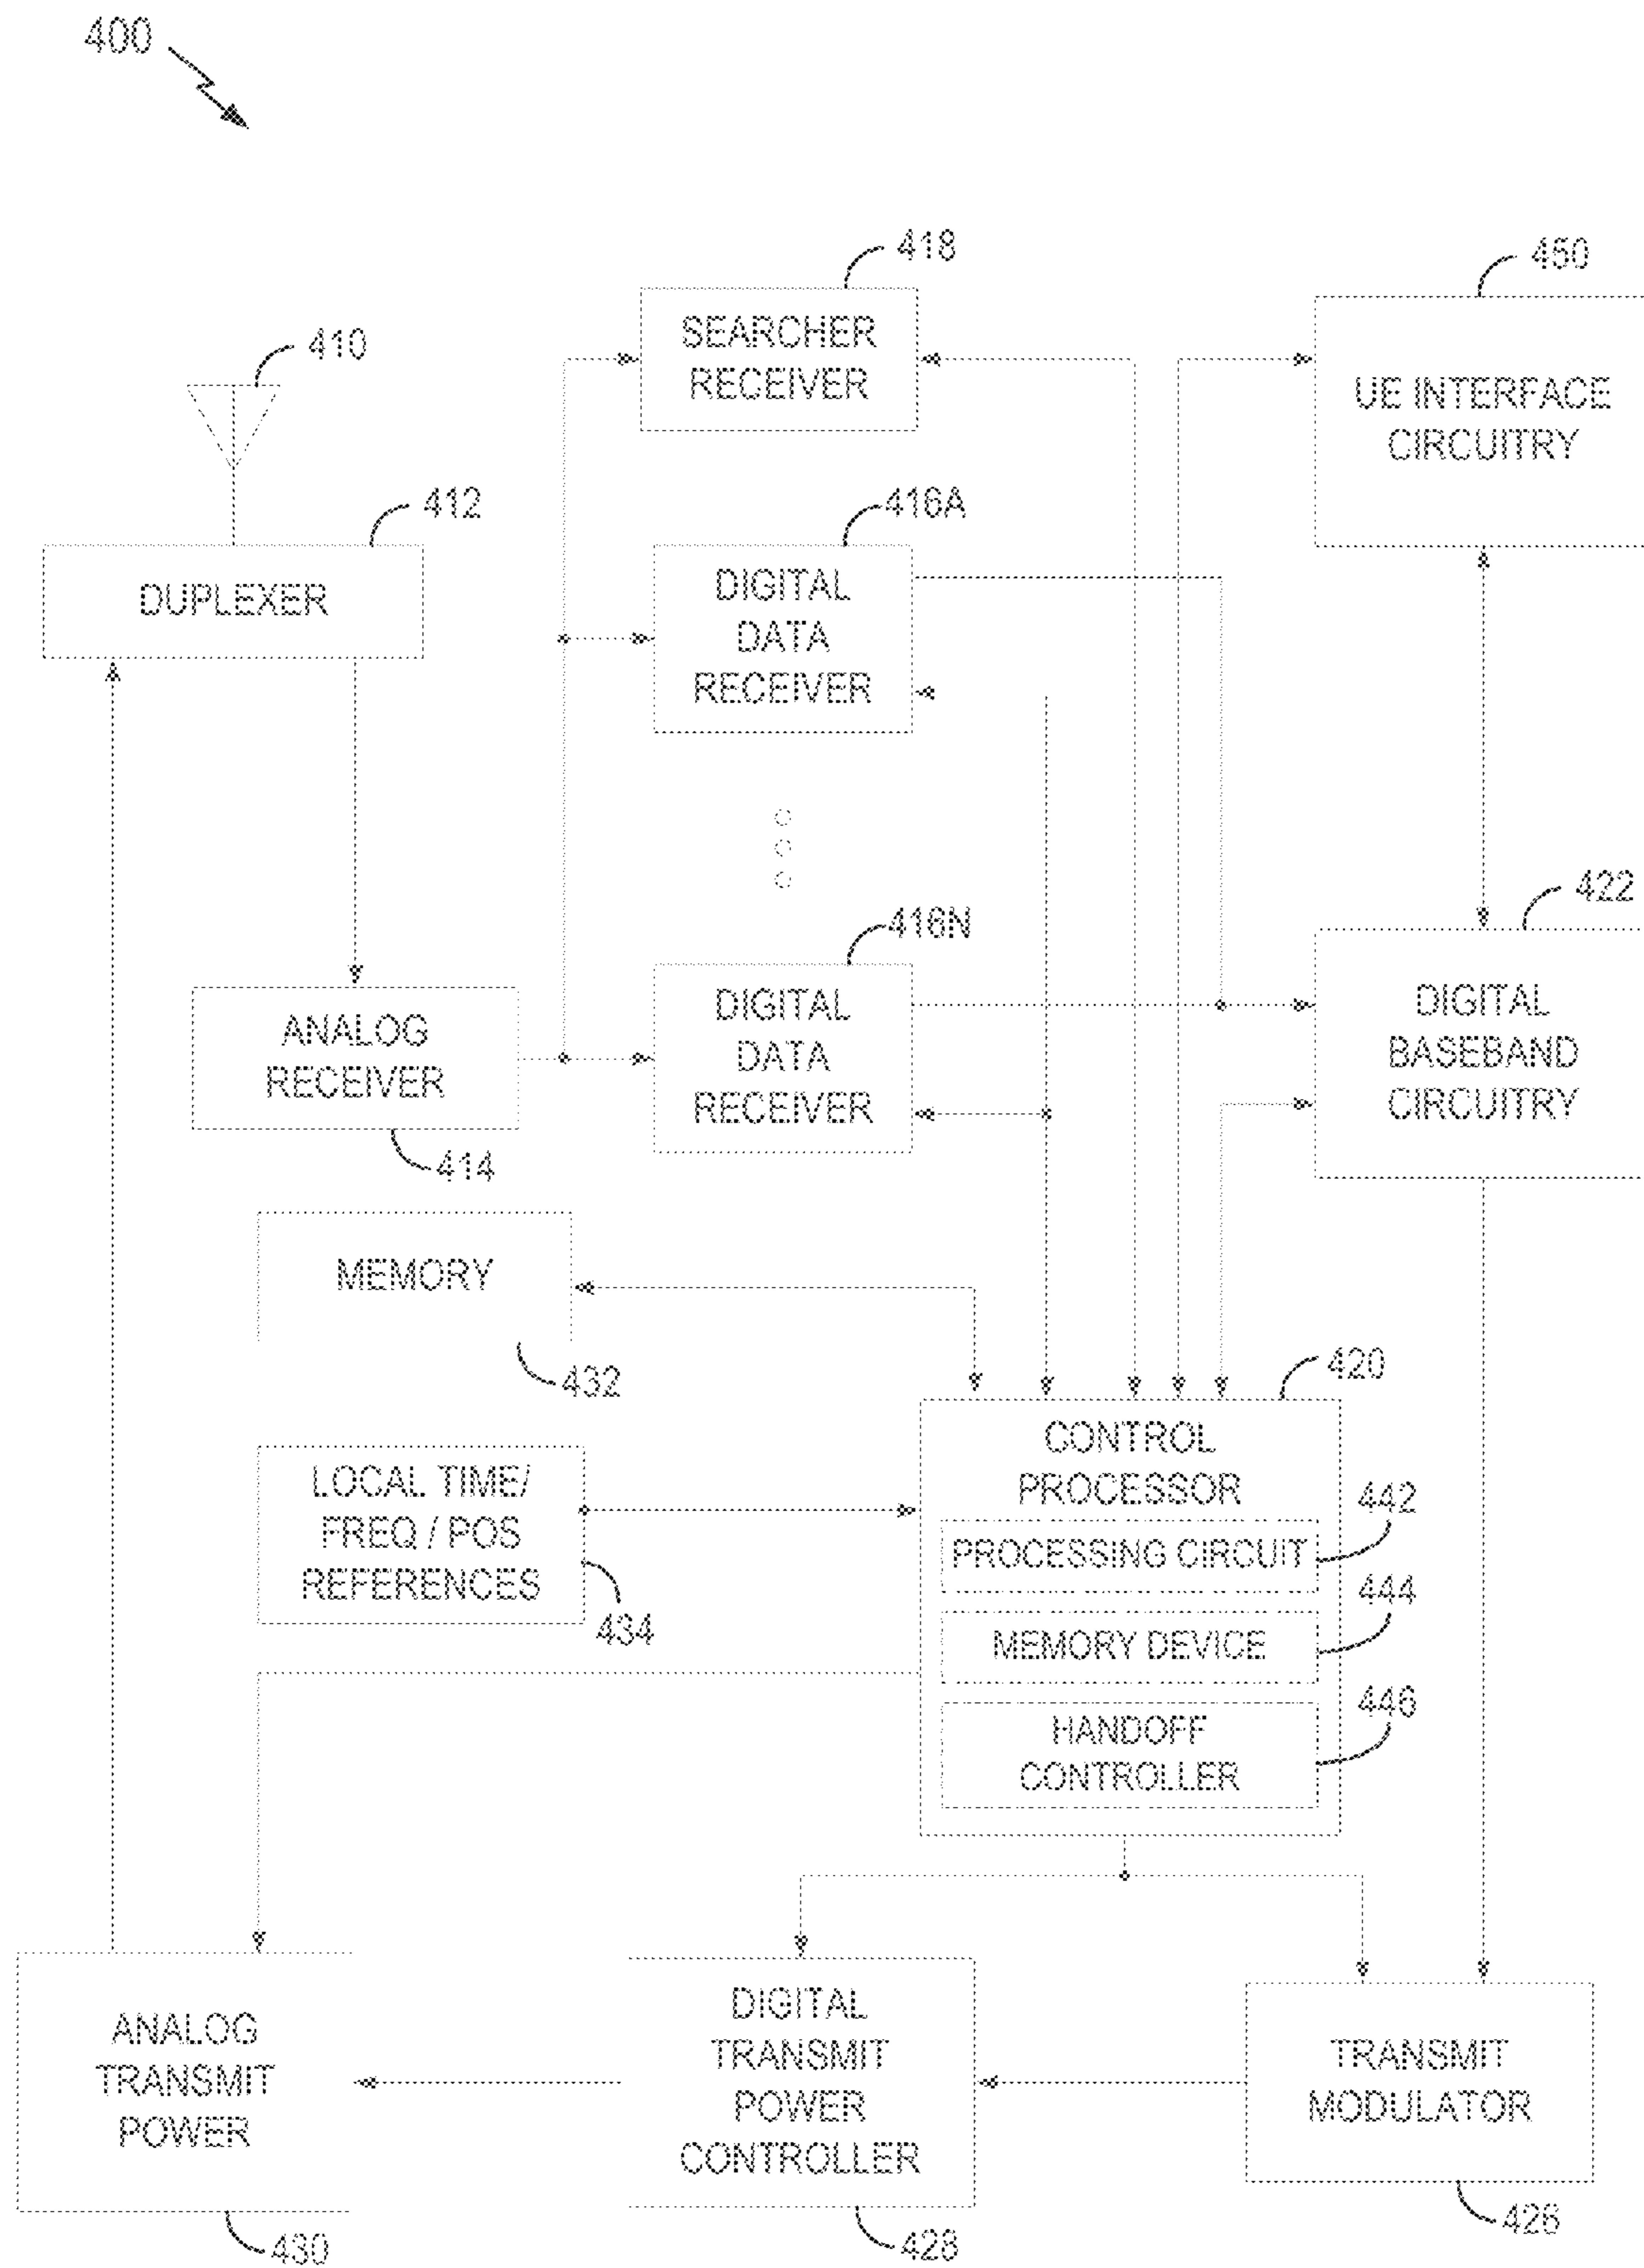 400
418
SEARCHER
RECEIVER
450
UE INTERFACE
CIRCUITRY
410
412
DUPLEXER
416A
DIGITAL
DATA
RECEIVER
416N
DIGITAL
DATA
RECEIVER
422
DIGITAL
BASEBAND
CIRCUITRY
ANALOG
RECEIVER
414
MEMORY
432
420
CONTROL
PROCESSOR
LOCAL TIME/
FREQ / POS
REFERENCES
434
442
PROCESSING CIRCUIT
444
MEMORY DEVICE
446
HANDOFF
CONTROLLER
ANALOG
TRANSMIT
POWER
430
DIGITAL
TRANSMIT
POWER
CONTROLLER
428
TRANSMIT
MODULATOR
426